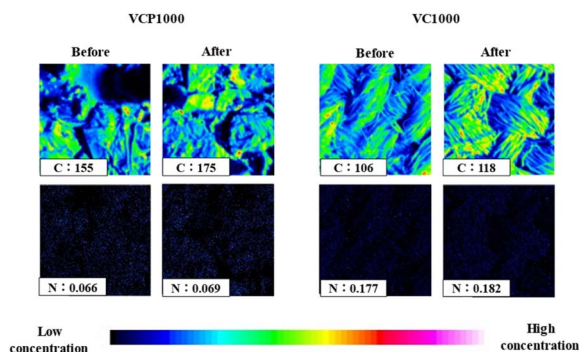 VCP1000
VC1000
Before
After
Before
After
C：155
C：175
C：106
C：118
N：0.066
N：0.069
N：0.177
N：0.182
Low
concentration
High
concentration